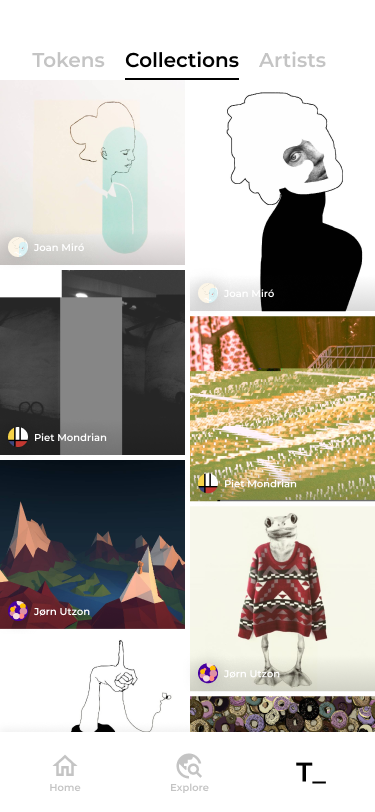 Tokens Collections Artists
Joan Miró
Joan Miró
Piet Mondrian
Piet Mondrian
Jørn Utzon
Jørn Utzon
Home Explore T_